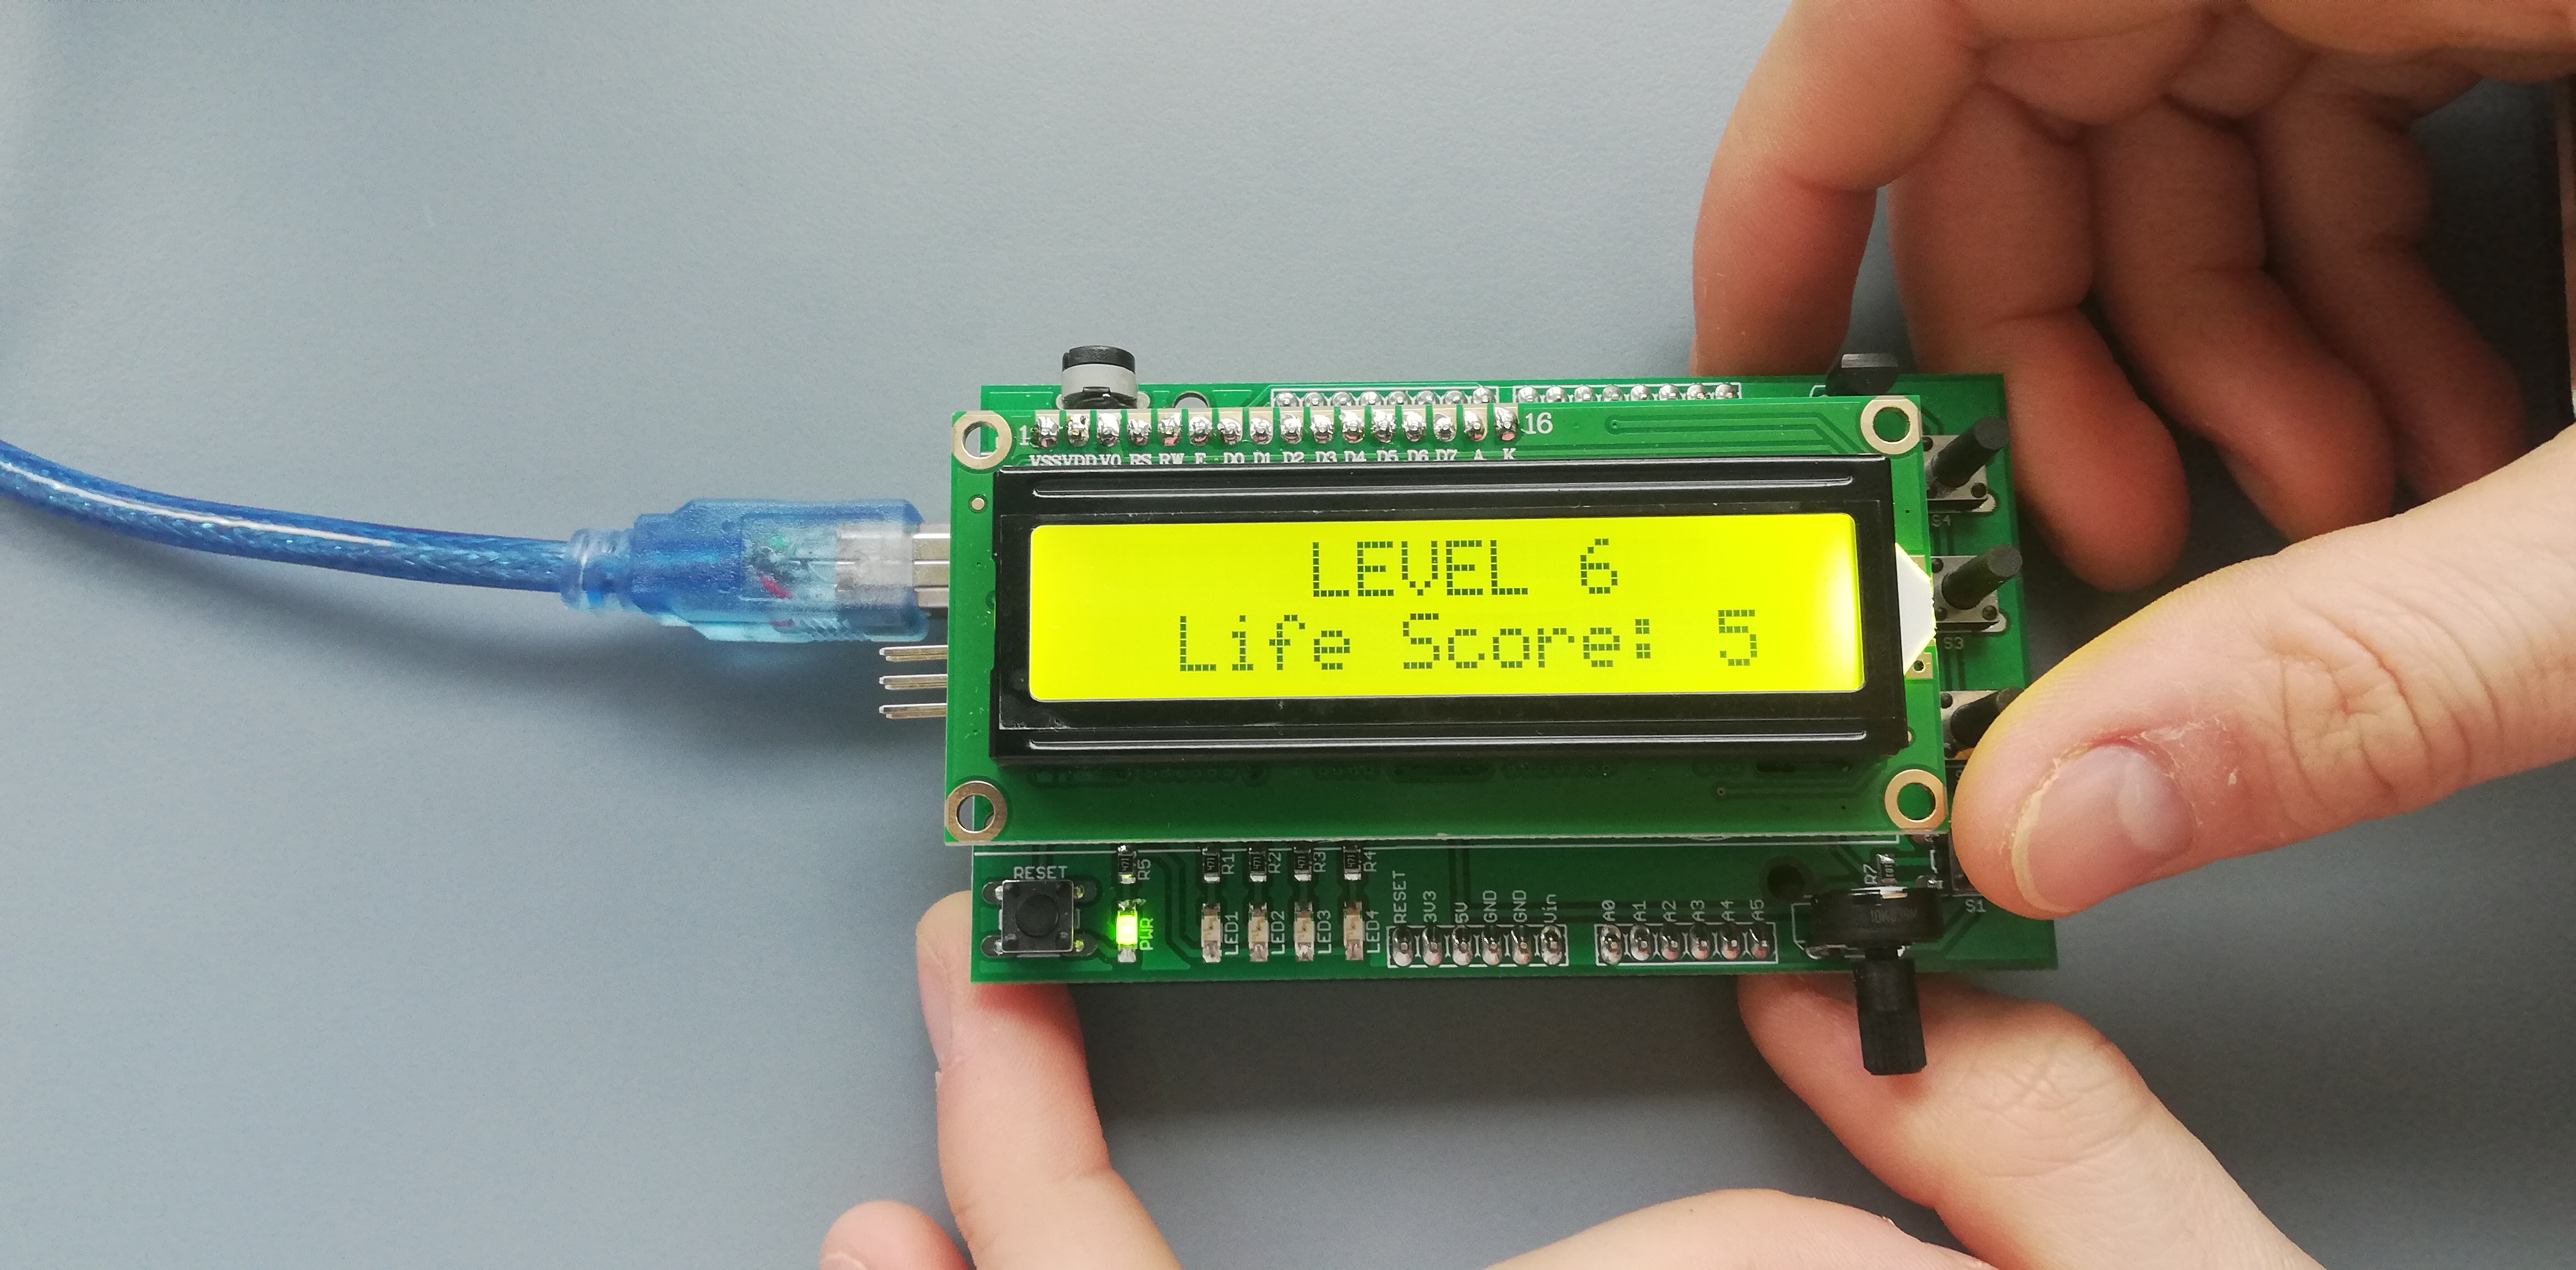 1 16
VSS VDD V0 RS RW E D0 D1 D2 D3 D4 D5 D6 D7 A K
LEVEL 6
Life Score: 5
S4
S3
S1
RESET
PWR
R5 R1 R2 R3 R4
LED1 LED2 LED3 LED4
RESET 3V3 5V GND GND Vin
A0 A1 A2 A3 A4 A5
R7